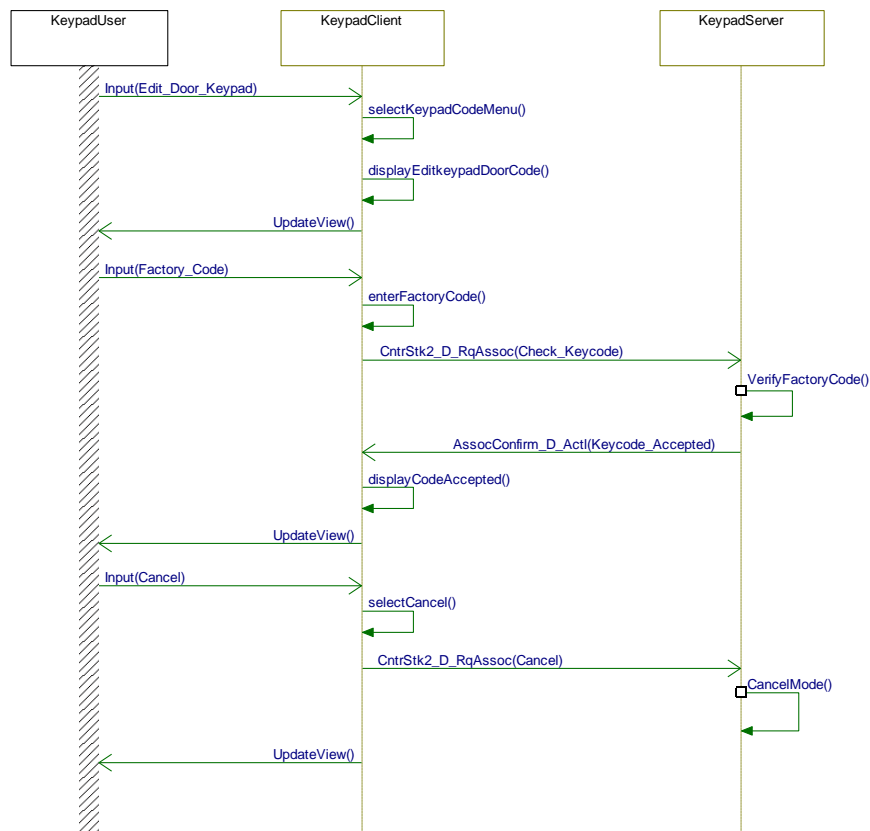 KeypadUser
KeypadClient
KeypadServer
Input(Edit_Door_Keypad)
selectKeypadCodeMenu()
displayEditkeypadDoorCode()
UpdateView()
Input(Factory_Code)
enterFactoryCode()
CntrStk2_D_RqAssoc(Check_Keycode)
VerifyFactoryCode()
AssocConfirm_D_Actl(Keycode_Accepted)
displayCodeAccepted()
UpdateView()
Input(Cancel)
selectCancel()
CntrStk2_D_RqAssoc(Cancel)
CancelMode()
UpdateView()